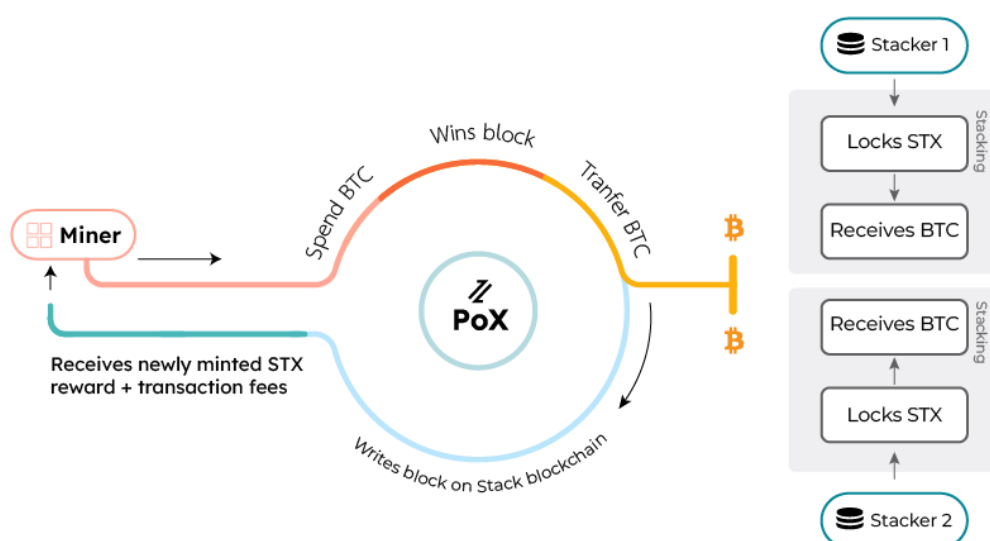 Stacker 1
Stacking
Locks STX
Receives BTC
Wins block
Spend BTC
Tranfer BTC
Miner
PoX
Receives newly minted STX
reward + transaction fees
Writes block on Stack blockchain
Receives BTC
Stacking
Locks STX
Stacker 2